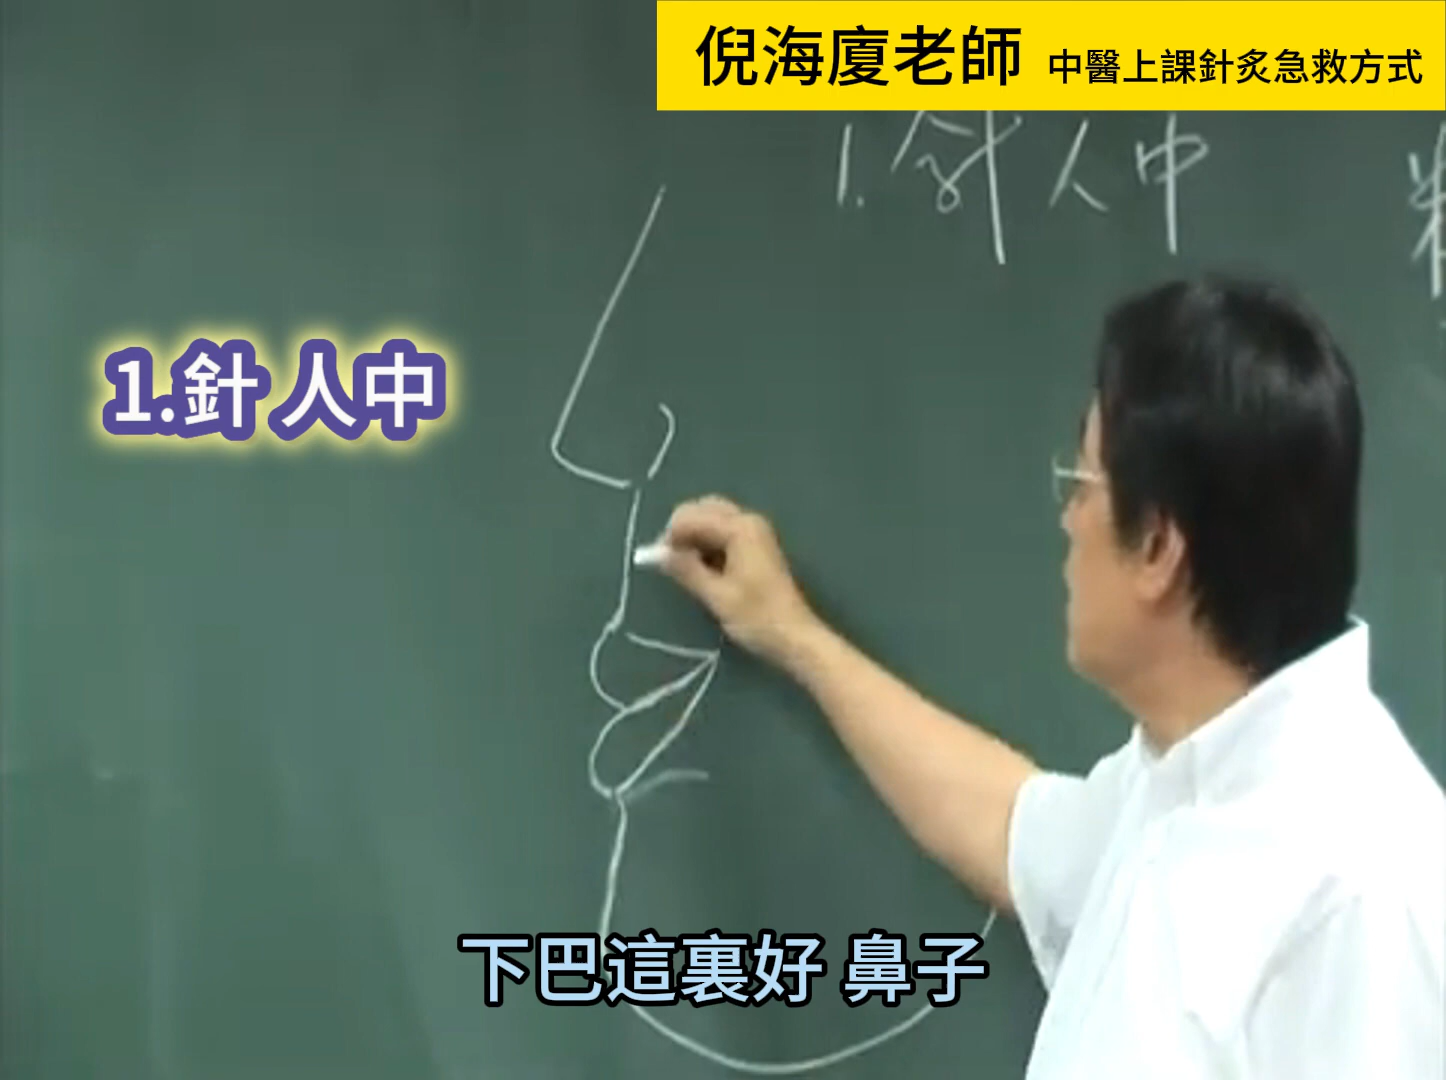 倪海廈老師 中醫上課針灸急救方式
1.針人中
1.針 人中
下巴這裏好 鼻子